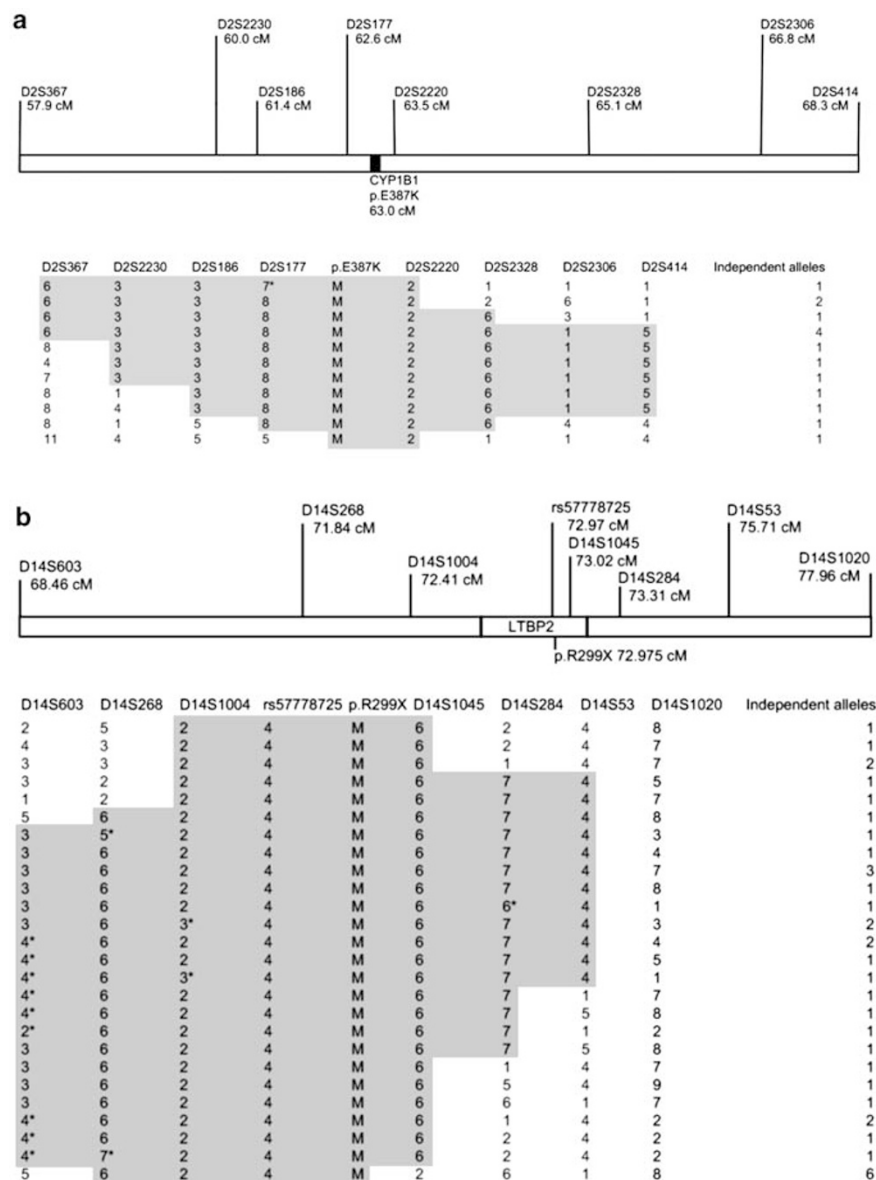 a
D2S2230
60.0 cM
D2S177
62.6 cM
D2S2306
66.8 cM
D2S367
57.9 cM
D2S186
61.4 cM
D2S2220
63.5 cM
D2S2328
65.1 cM
D2S414
68.3 cM
CYP1B1
p.E387K
63.0 cM
D2S367 D2S2230 D2S186 D2S177 p.E387K D2S2220 D2S2328 D2S2306 D2S414 Independent alleles
6 3 3 7* M 2 1 1 1 1
6 3 3 8 M 2 2 6 1 2
6 3 3 8 M 2 6 3 1 1
6 3 3 8 M 2 6 1 5 4
8 3 3 8 M 2 6 1 5 1
4 3 3 8 M 2 6 1 5 1
7 3 3 8 M 2 6 1 5 1
8 1 3 8 M 2 6 1 5 1
8 4 3 8 M 2 6 1 5 1
8 1 5 8 M 2 6 4 4 1
11 4 5 5 M 2 1 1 4 1
b
D14S268
71.84 cM
rs57778725
72.97 cM
D14S53
75.71 cM
D14S603
68.46 cM
D14S1004
72.41 cM
D14S1045
73.02 cM
D14S284
73.31 cM
D14S1020
77.96 cM
LTBP2
p.R299X 72.975 cM
D14S603 D14S268 D14S1004 rs57778725 p.R299X D14S1045 D14S284 D14S53 D14S1020 Independent alleles
2 5 2 4 M 6 2 4 8 1
4 3 2 4 M 6 2 4 7 1
3 3 2 4 M 6 1 4 7 2
3 2 2 4 M 6 7 4 5 1
1 2 2 4 M 6 7 4 7 1
5 6 2 4 M 6 7 4 8 1
3 5* 2 4 M 6 7 4 3 1
3 6 2 4 M 6 7 4 4 1
3 6 2 4 M 6 7 4 7 3
3 6 2 4 M 6 7 4 8 1
3 6 2 4 M 6 6* 4 1 1
3 6 3* 4 M 6 7 4 3 2
4* 6 2 4 M 6 7 4 4 2
4* 6 2 4 M 6 7 4 5 1
4* 6 3* 4 M 6 7 4 1 1
4* 6 2 4 M 6 7 1 7 1
4* 6 2 4 M 6 7 5 8 1
2* 6 2 4 M 6 7 1 2 1
3 6 2 4 M 6 7 5 8 1
3 6 2 4 M 6 1 4 7 1
3 6 2 4 M 6 5 4 9 1
3 6 2 4 M 6 6 1 7 1
4* 6 2 4 M 6 1 4 2 2
4* 6 2 4 M 6 2 4 2 1
4* 7* 2 4 M 6 2 4 2 1
5 6 2 4 M 2 6 1 8 6